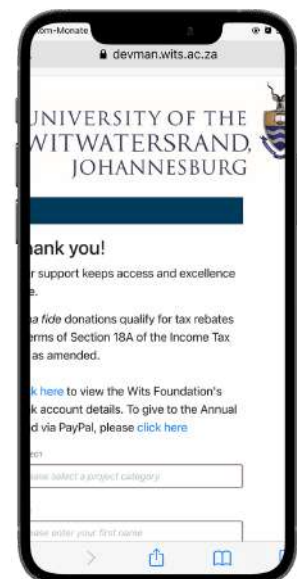 om-Monate
devman.wits.ac.za
UNIVERSITY OF THE
WITWATERSRAND,
JOHANNESBURG
hank you!
r support keeps access and excellence
e.
a fide donations qualify for tax rebates
erms of Section 18A of the Income Tax
as amended.
k here to view the Wits Foundation's
k account details. To give to the Annual
d via PayPal, please click here
ease select a project category
ease enter your first name